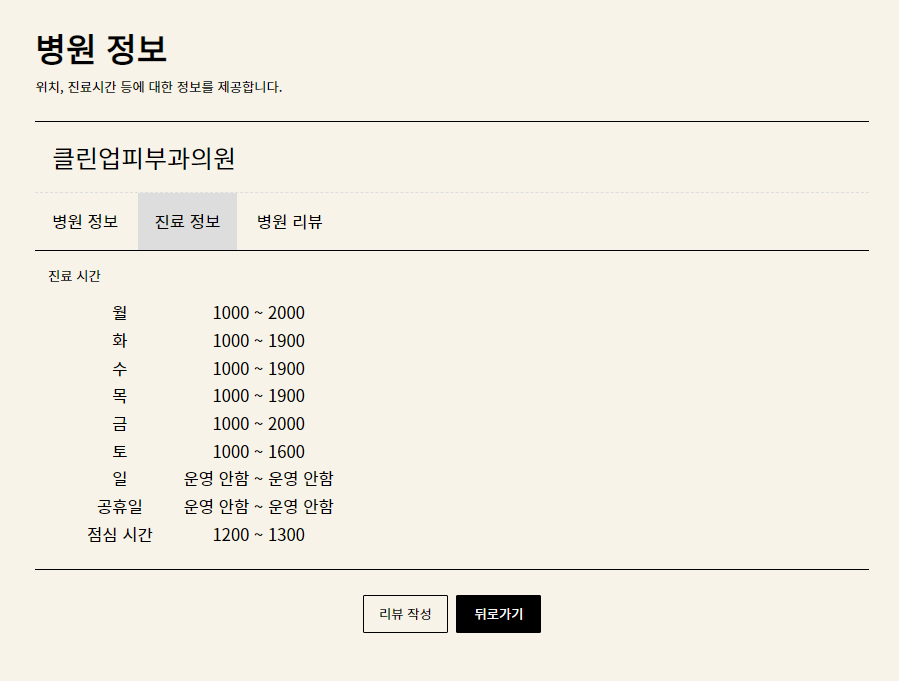 병원 정보
위치, 진료시간 등에 대한 정보를 제공합니다.
클린업피부과의원
병원 정보 진료 정보 병원 리뷰
진료 시간
월 1000 ~ 2000
화 1000 ~ 1900
수 1000 ~ 1900
목 1000 ~ 1900
금 1000 ~ 2000
토 1000 ~ 1600
일 운영 안함 ~ 운영 안함
공휴일 운영 안함 ~ 운영 안함
점심 시간 1200 ~ 1300
리뷰 작성 뒤로가기